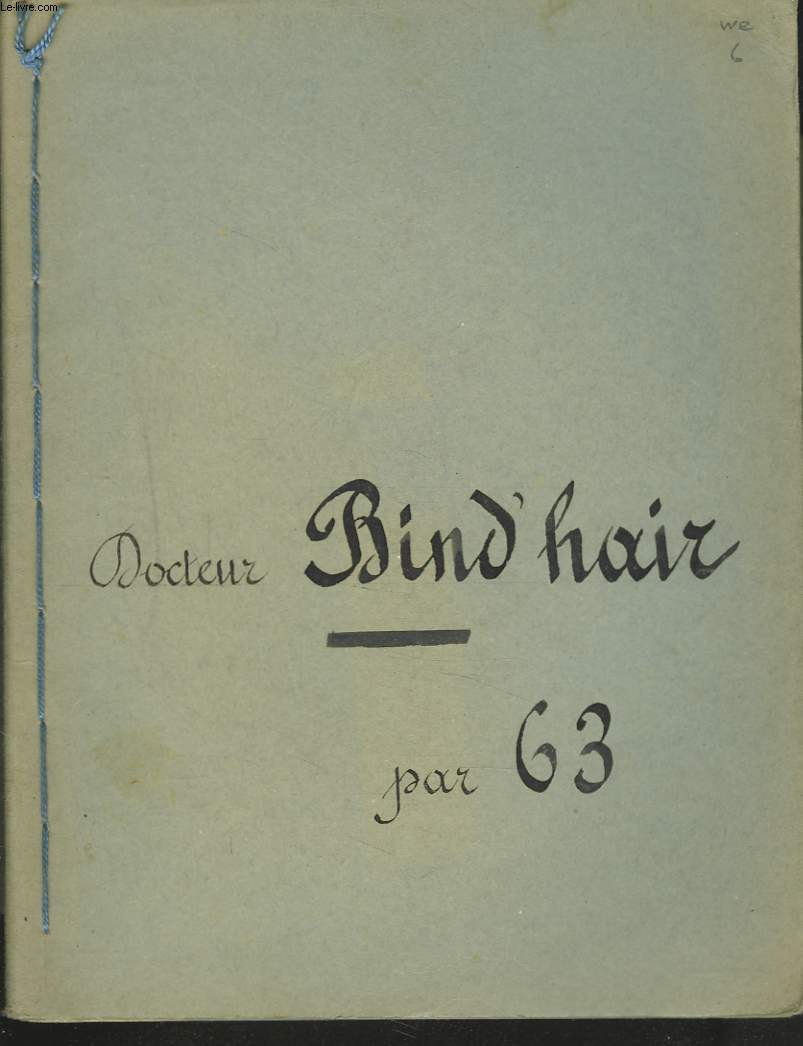 Le-livre.com
we
6
Docteur Bind'hair
par 63